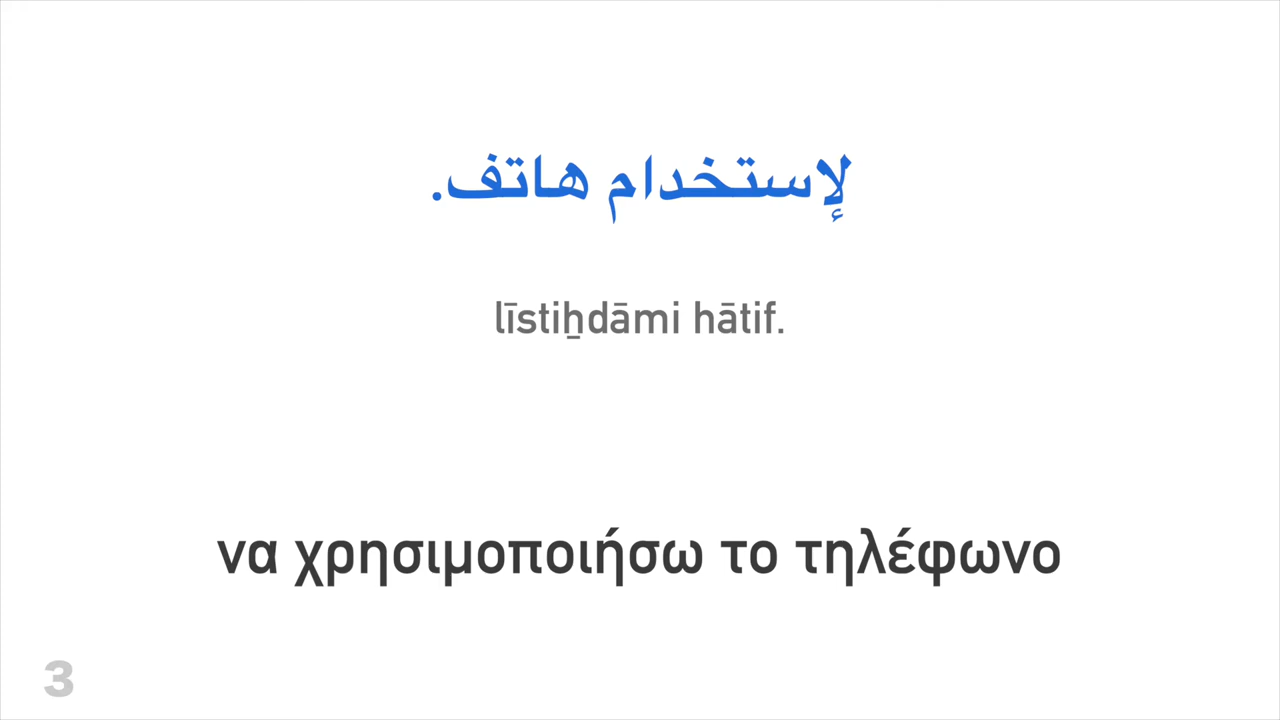 لإستخدام هاتف.
līstiẖdāmi hātif.
να χρησιμοποιήσω το τηλέφωνο
3